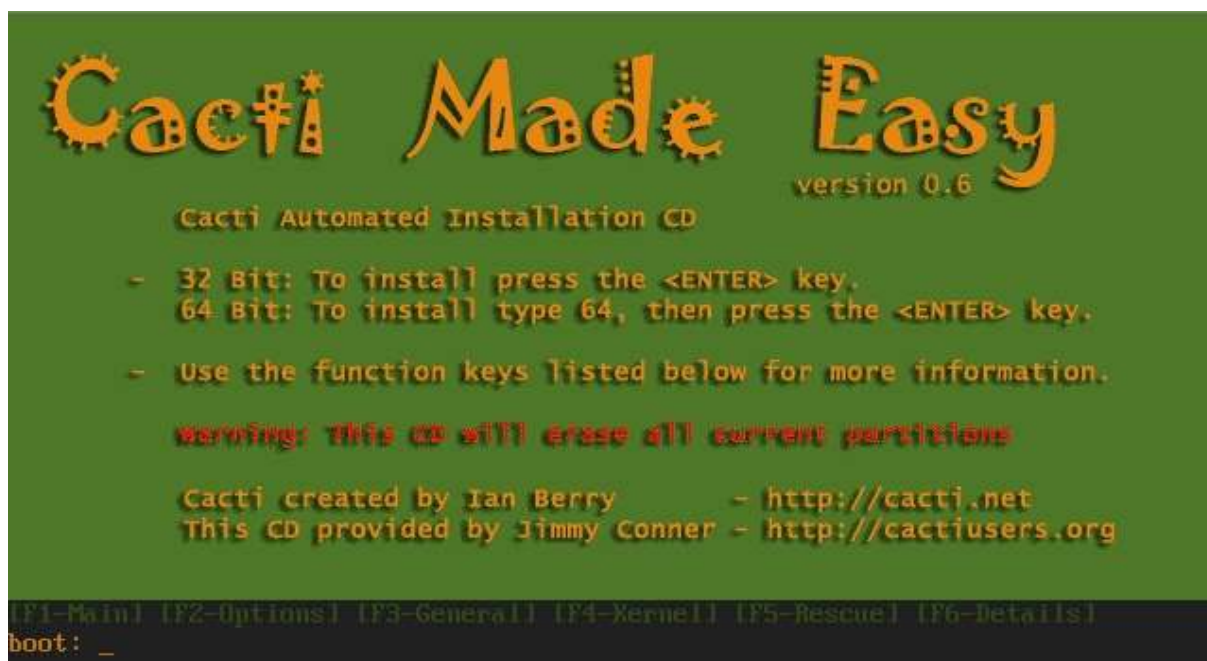 Cacti Made Easy
version 0.6
Cacti Automated Installation CD
- 32 Bit: To install press the <ENTER> key.
64 Bit: To install type 64, then press the <ENTER> key.
- Use the function keys listed below for more information.
Warning: This CD will erase all current partitions
Cacti created by Ian Berry - http://cacti.net
This CD provided by Jimmy Conner - http://cactiusers.org
[F1-Main] [F2-Options] [F3-General] [F4-Kernel] [F5-Rescue] [F6-Details]
boot: _